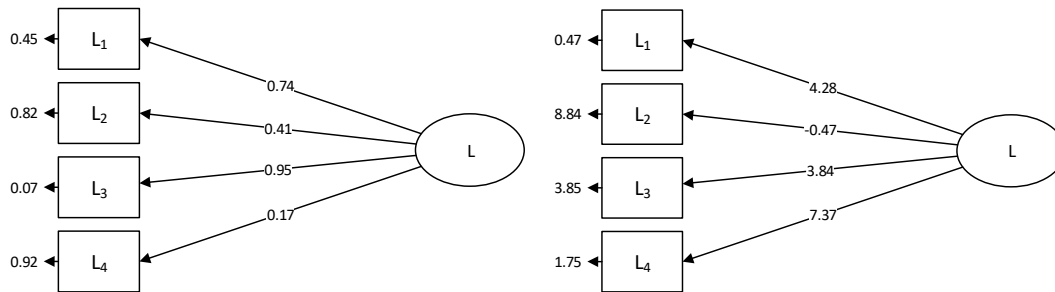 0.45
L₁
0.74
0.82
L₂
0.41
L
0.07
L₃
0.95
0.92
L₄
0.17
0.47
L₁
4.28
8.84
L₂
-0.47
L
3.85
L₃
3.84
1.75
L₄
7.37